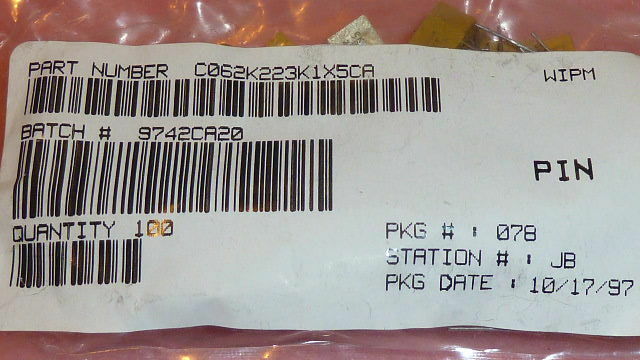 PART NUMBER C062K223K1X5CA
WIPM
BATCH # 9742CA20
PIN
QUANTITY 100
PKG # : 078
STATION # : JB
PKG DATE : 10/17/97